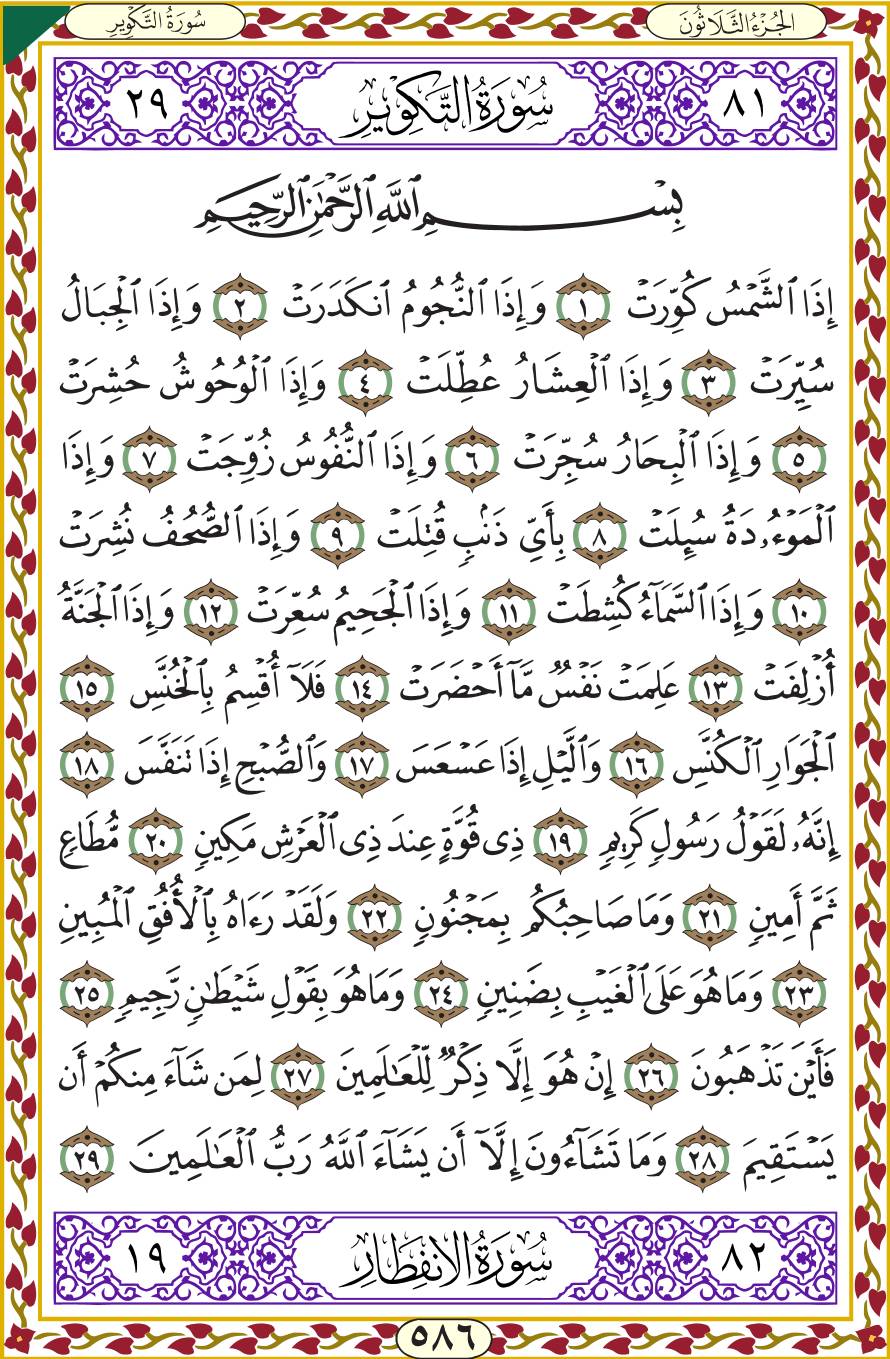 الجُزْءُ الثَّلَاثُونَ
سُورَةُ التَّكْوِيرِ
٨١ سُورَةُ التَّكْوِيرِ ٢٩
بِسْمِ ٱللَّهِ ٱلرَّحْمَٰنِ ٱلرَّحِيمِ
إِذَا ٱلشَّمْسُ كُوِّرَتْ ١ وَإِذَا ٱلنُّجُومُ ٱنكَدَرَتْ ٢ وَإِذَا ٱلْجِبَالُ
سُيِّرَتْ ٣ وَإِذَا ٱلْعِشَارُ عُطِّلَتْ ٤ وَإِذَا ٱلْوُحُوشُ حُشِرَتْ
٥ وَإِذَا ٱلْبِحَارُ سُجِّرَتْ ٦ وَإِذَا ٱلنُّفُوسُ زُوِّجَتْ ٧ وَإِذَا
ٱلْمَوْءُۥدَةُ سُئِلَتْ ٨ بِأَيِّ ذَنۢبٍ قُتِلَتْ ٩ وَإِذَا ٱلصُّحُفُ نُشِرَتْ
١٠ وَإِذَا ٱلسَّمَآءُ كُشِطَتْ ١١ وَإِذَا ٱلْجَحِيمُ سُعِّرَتْ ١٢ وَإِذَا ٱلْجَنَّةُ
أُزْلِفَتْ ١٣ عَلِمَتْ نَفْسٌ مَّآ أَحْضَرَتْ ١٤ فَلَآ أُقْسِمُ بِٱلْخُنَّسِ ١٥
ٱلْجَوَارِ ٱلْكُنَّسِ ١٦ وَٱلَّيْلِ إِذَا عَسْعَسَ ١٧ وَٱلصُّبْحِ إِذَا تَنَفَّسَ ١٨
إِنَّهُۥ لَقَوْلُ رَسُولٍ كَرِيمٍ ١٩ ذِى قُوَّةٍ عِندَ ذِى ٱلْعَرْشِ مَكِينٍ ٢٠ مُّطَاعٍ
ثَمَّ أَمِينٍ ٢١ وَمَا صَاحِبُكُم بِمَجْنُونٍ ٢٢ وَلَقَدْ رَءَاهُ بِٱلْأُفُقِ ٱلْمُبِينِ
٢٣ وَمَا هُوَ عَلَى ٱلْغَيْبِ بِضَنِينٍ ٢٤ وَمَا هُوَ بِقَوْلِ شَيْطَٰنٍ رَّجِيمٍ ٢٥
فَأَيْنَ تَذْهَبُونَ ٢٦ إِنْ هُوَ إِلَّا ذِكْرٌ لِّلْعَٰلَمِينَ ٢٧ لِمَن شَآءَ مِنكُمْ أَن
يَسْتَقِيمَ ٢٨ وَمَا تَشَآءُونَ إِلَّآ أَن يَشَآءَ ٱللَّهُ رَبُّ ٱلْعَٰلَمِينَ ٢٩
٨٢ سُورَةُ الانفِطَارِ ١٩
٥٨٦